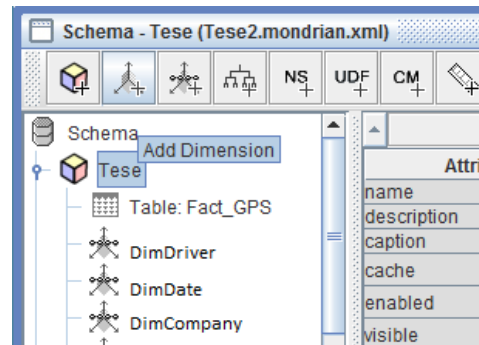 Schema - Tese (Tese2.mondrian.xml)
NS UDF CM
Schema
Add Dimension
Tese
Table: Fact_GPS
DimDriver
DimDate
DimCompany
Attri
name
description
caption
cache
enabled
visible